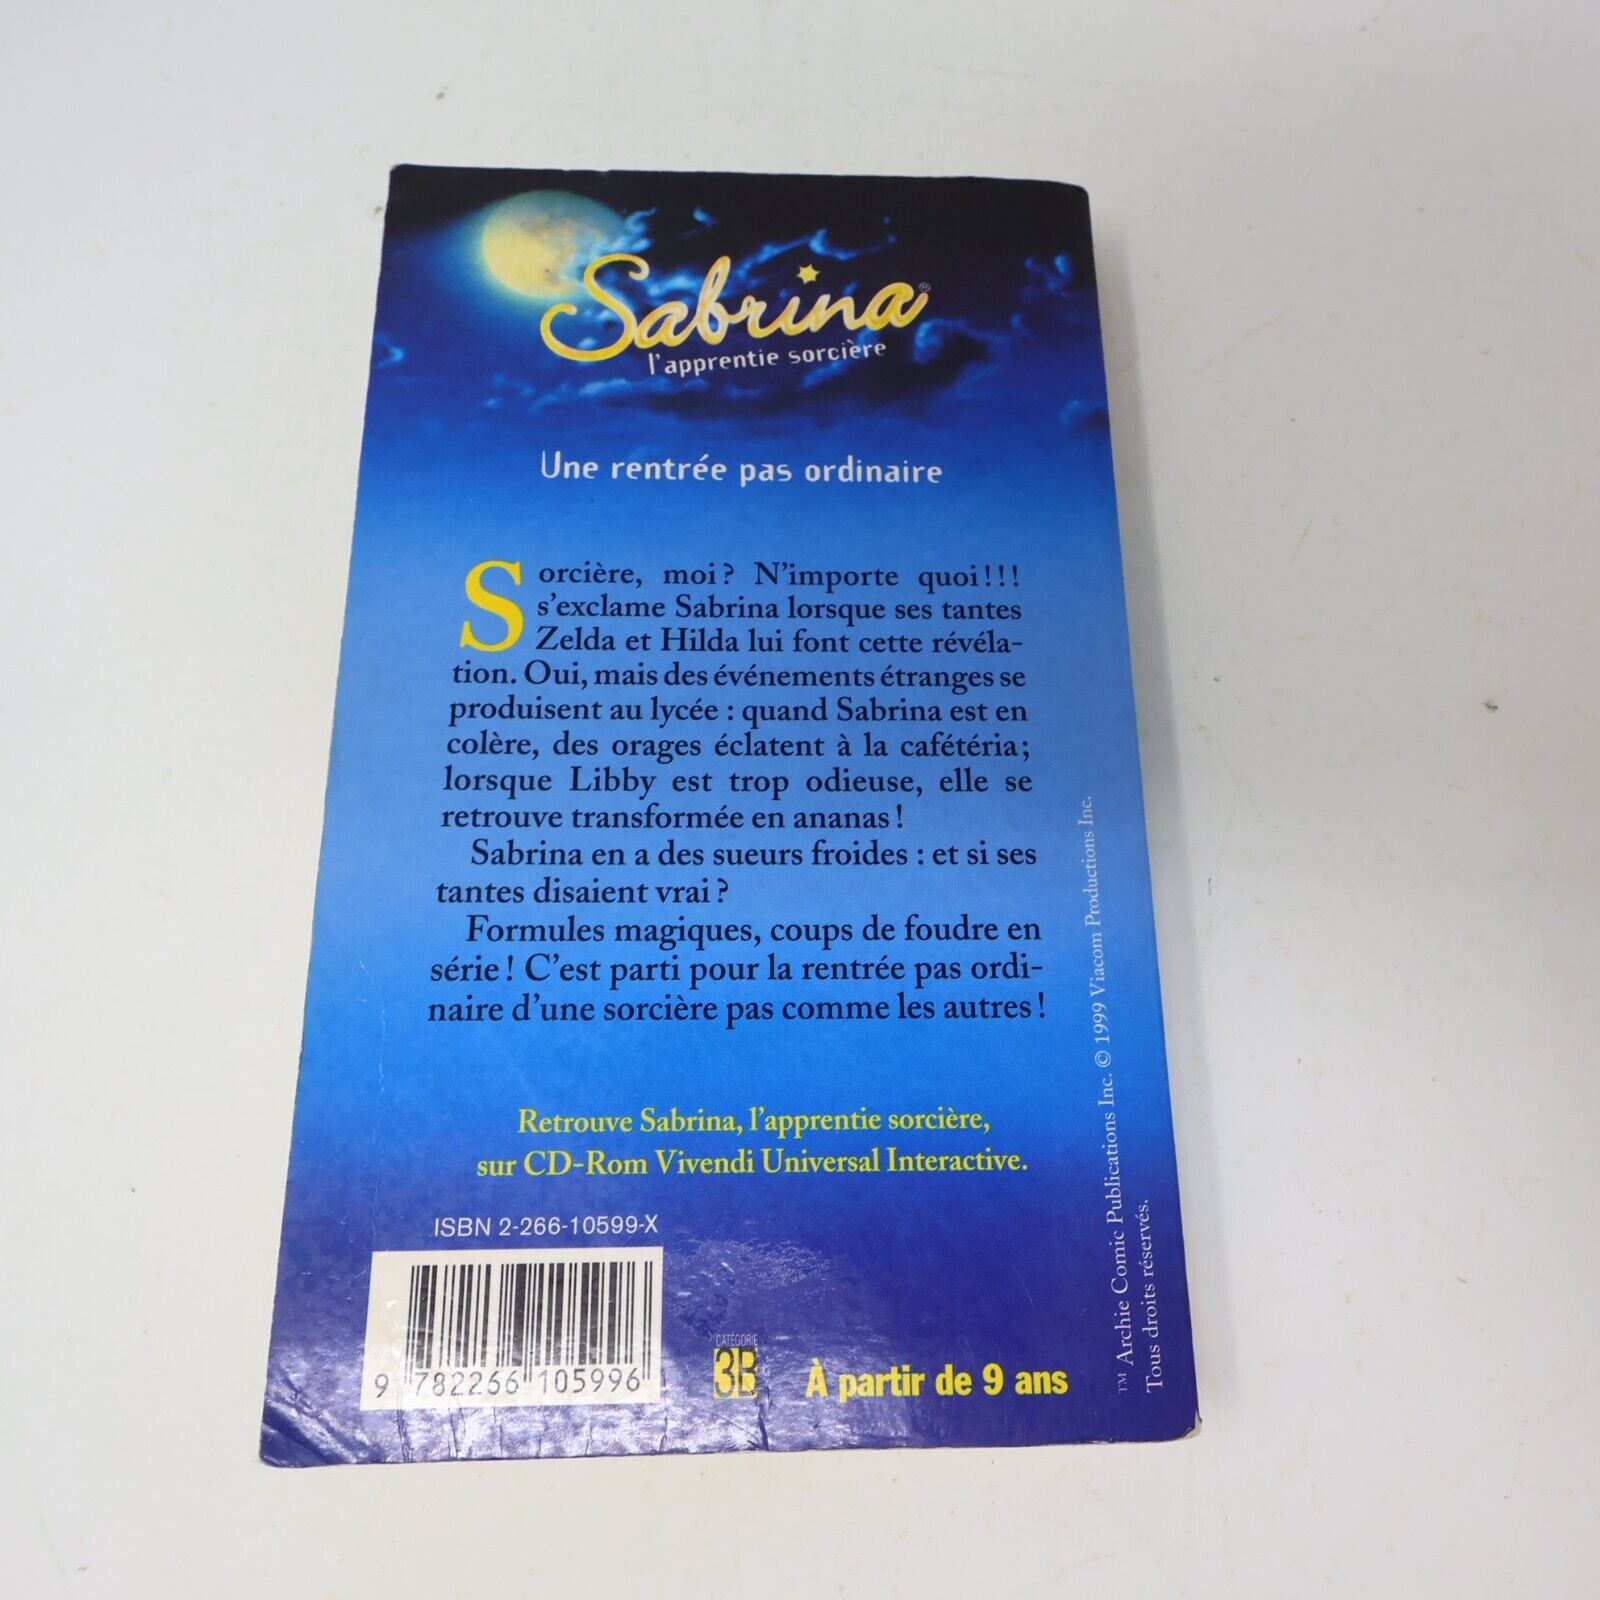 Sabrina®
l'apprentie sorcière
Une rentrée pas ordinaire
Sorcière, moi ? N'importe quoi !!!
s'exclame Sabrina lorsque ses tantes
Zelda et Hilda lui font cette révéla-
tion. Oui, mais des événements étranges se
produisent au lycée : quand Sabrina est en
colère, des orages éclatent à la cafétéria ;
lorsque Libby est trop odieuse, elle se
retrouve transformée en ananas !
Sabrina en a des sueurs froides : et si ses
tantes disaient vrai ?
Formules magiques, coups de foudre en
série ! C'est parti pour la rentrée pas ordi-
naire d'une sorcière pas comme les autres !
Retrouve Sabrina, l'apprentie sorcière,
sur CD-Rom Vivendi Universal Interactive.
ISBN 2-266-10599-X
9 782266 105996
CATÉGORIE
3B
À partir de 9 ans
™ Archie Comic Publications Inc. © 1999 Viacom Productions Inc.
Tous droits réservés.